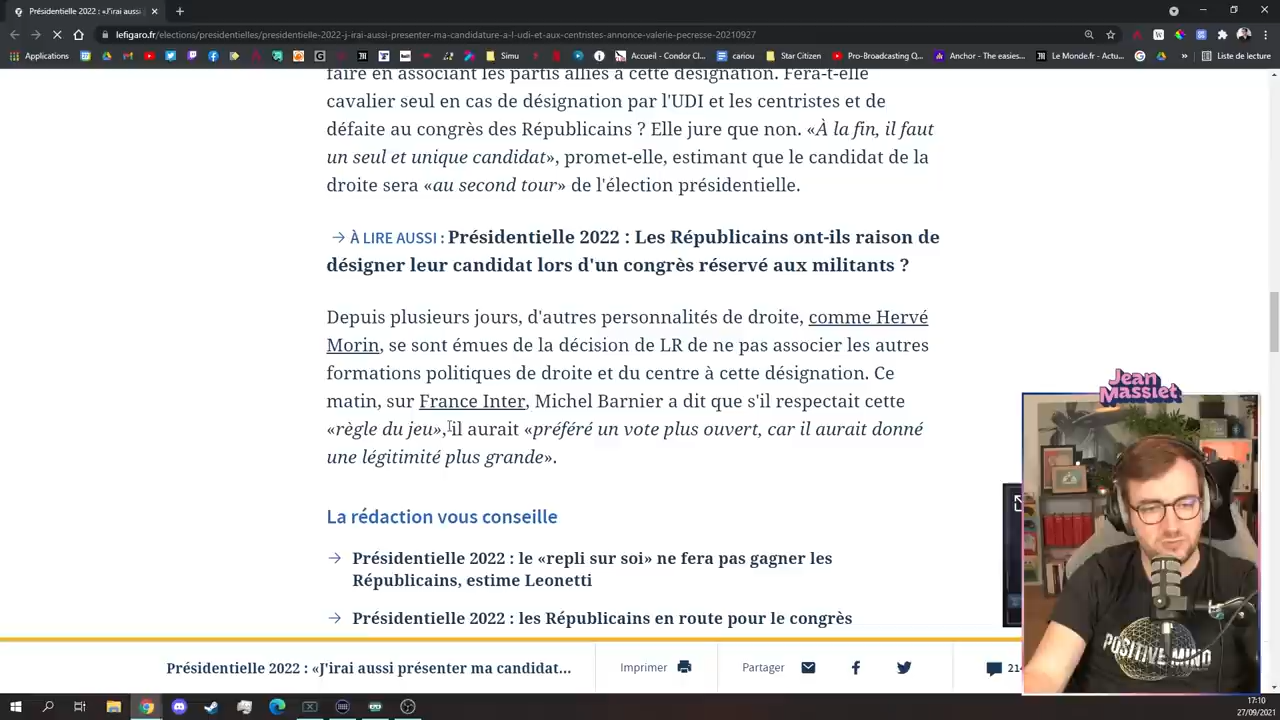 Présidentielle 2022 : «J'irai aussi
lefigaro.fr/elections/presidentielles/presidentielle-2022-j-irai-aussi-presenter-ma-candidature-a-l-udi-et-aux-centristes-annonce-valerie-pecresse-20210927
Applications
Simu
Accueil - Condor Cl...
cariou
Star Citizen
Pro-Broadcasting Q...
Anchor - The easies...
Le Monde.fr - Actu...
Liste de lecture
faire en associant les partis alliés à cette désignation. Fera-t-elle
cavalier seul en cas de désignation par l'UDI et les centristes et de
défaite au congrès des Républicains ? Elle jure que non. «À la fin, il faut
un seul et unique candidat», promet-elle, estimant que le candidat de la
droite sera «au second tour» de l'élection présidentielle.
À LIRE AUSSI : Présidentielle 2022 : Les Républicains ont-ils raison de
désigner leur candidat lors d'un congrès réservé aux militants ?
Depuis plusieurs jours, d'autres personnalités de droite, comme Hervé
Morin, se sont émues de la décision de LR de ne pas associer les autres
formations politiques de droite et du centre à cette désignation. Ce
matin, sur France Inter, Michel Barnier a dit que s'il respectait cette
«règle du jeu», il aurait «préféré un vote plus ouvert, car il aurait donné
une légitimité plus grande».
La rédaction vous conseille
Présidentielle 2022 : le «repli sur soi» ne fera pas gagner les
Républicains, estime Leonetti
Présidentielle 2022 : les Républicains en route pour le congrès
Jean
Massiet
POSITIVE MIND
Présidentielle 2022 : «J'irai aussi présenter ma candidat...
Imprimer
Partager
17:10
27/09/2021